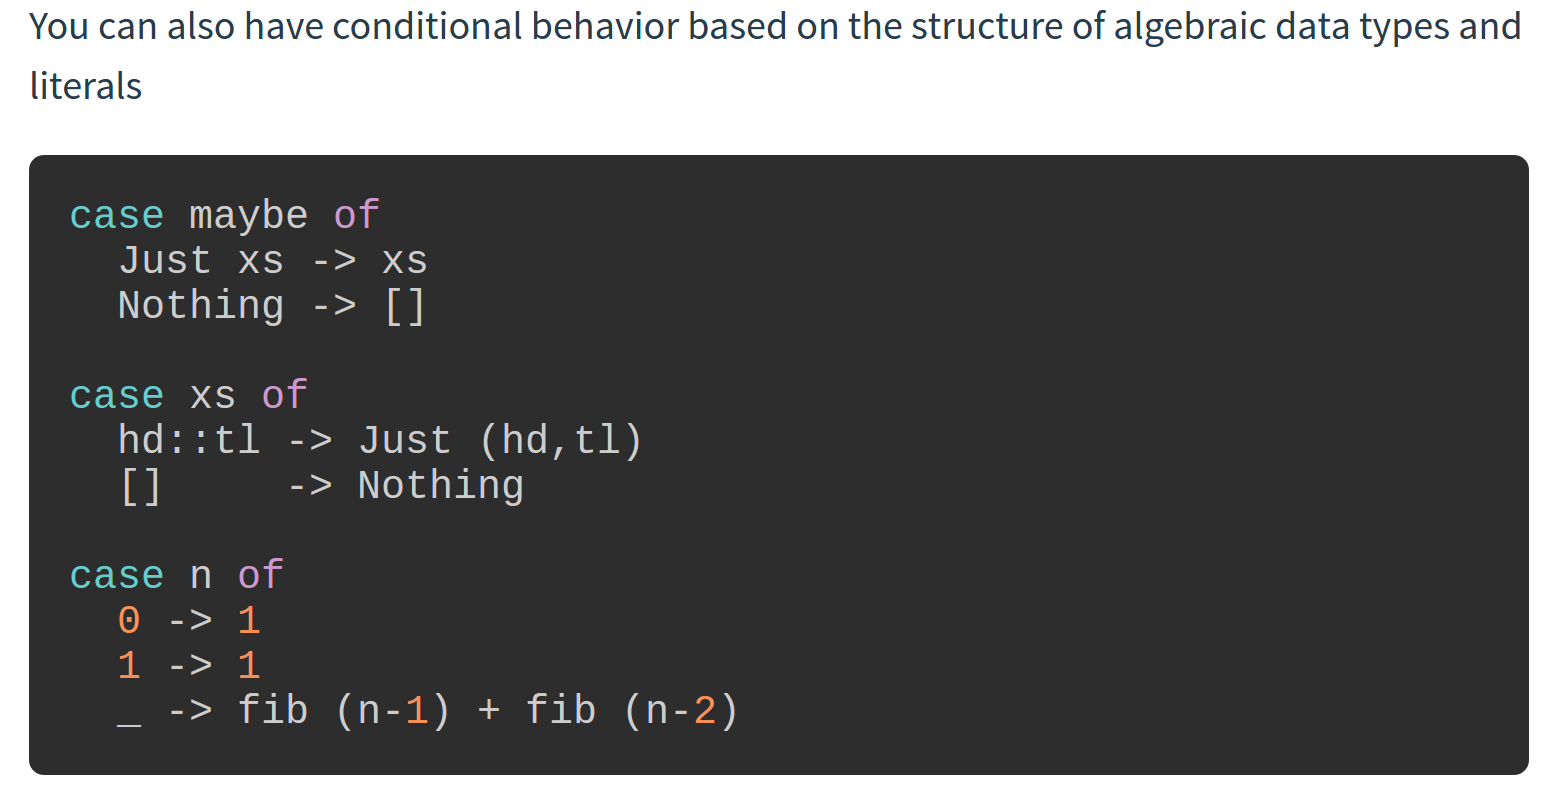 You can also have conditional behavior based on the structure of algebraic data types and
literals
case maybe of
  Just xs -> xs
  Nothing -> []
case xs of
  hd::tl -> Just (hd,tl)
  []     -> Nothing
case n of
  0 -> 1
  1 -> 1
  _ -> fib (n-1) + fib (n-2)